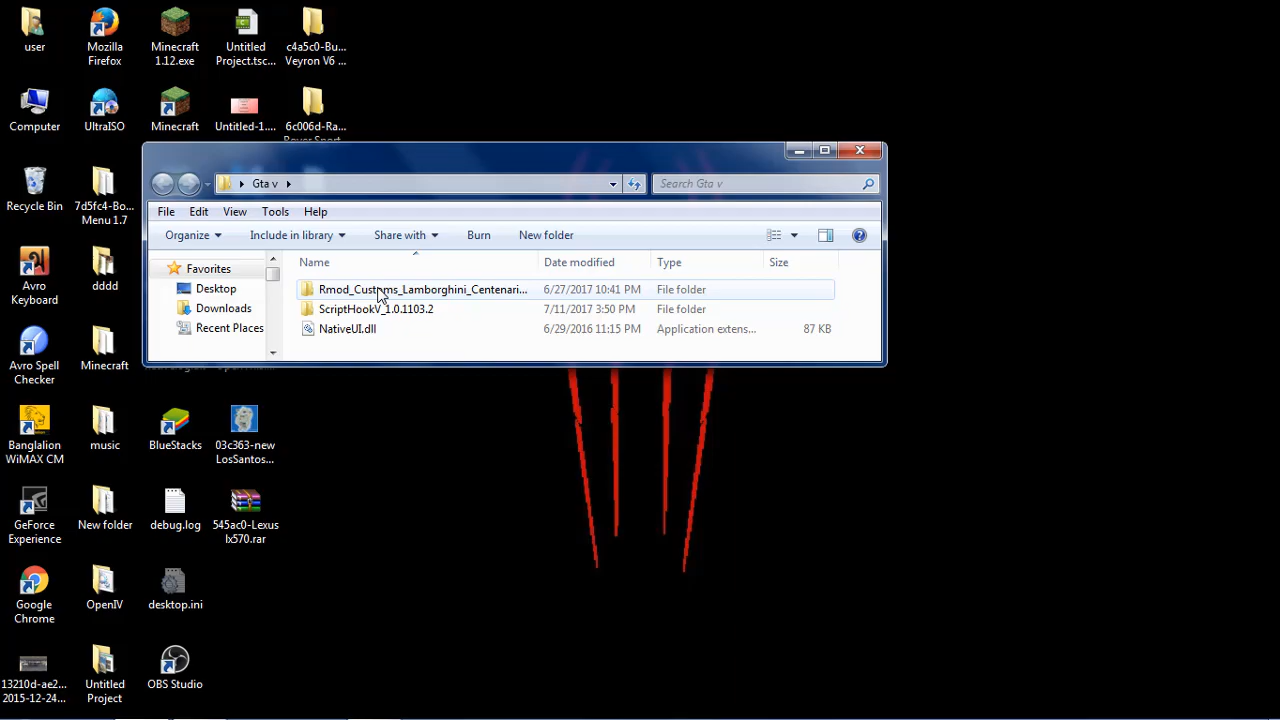 user
Mozilla
Firefox
Minecraft
1.12.exe
Untitled
Project.tsc...
c4a5c0-Bu...
Veyron V6 ...
Computer
UltraISO
Minecraft
Untitled-1....
6c006d-Ra...
Gta v
Search Gta v
File Edit View Tools Help
Organize Include in library Share with Burn New folder
Name Date modified Type Size
Favorites
Desktop
Downloads
Recent Places
Rmod_Customs_Lamborghini_Centenari... 6/27/2017 10:41 PM File folder
ScriptHookV_1.0.1103.2 7/11/2017 3:50 PM File folder
NativeUI.dll 6/29/2016 11:15 PM Application extens... 87 KB
Recycle Bin
7d5fc4-Bo...
Menu 1.7
Avro
Keyboard
dddd
Avro Spell
Checker
Minecraft
Banglalion
WiMAX CM
music
BlueStacks
03c363-new
LosSantos...
GeForce
Experience
New folder
debug.log
545ac0-Lexus
lx570.rar
Google
Chrome
OpenIV
desktop.ini
13210d-ae2...
2015-12-24...
Untitled
Project
OBS Studio